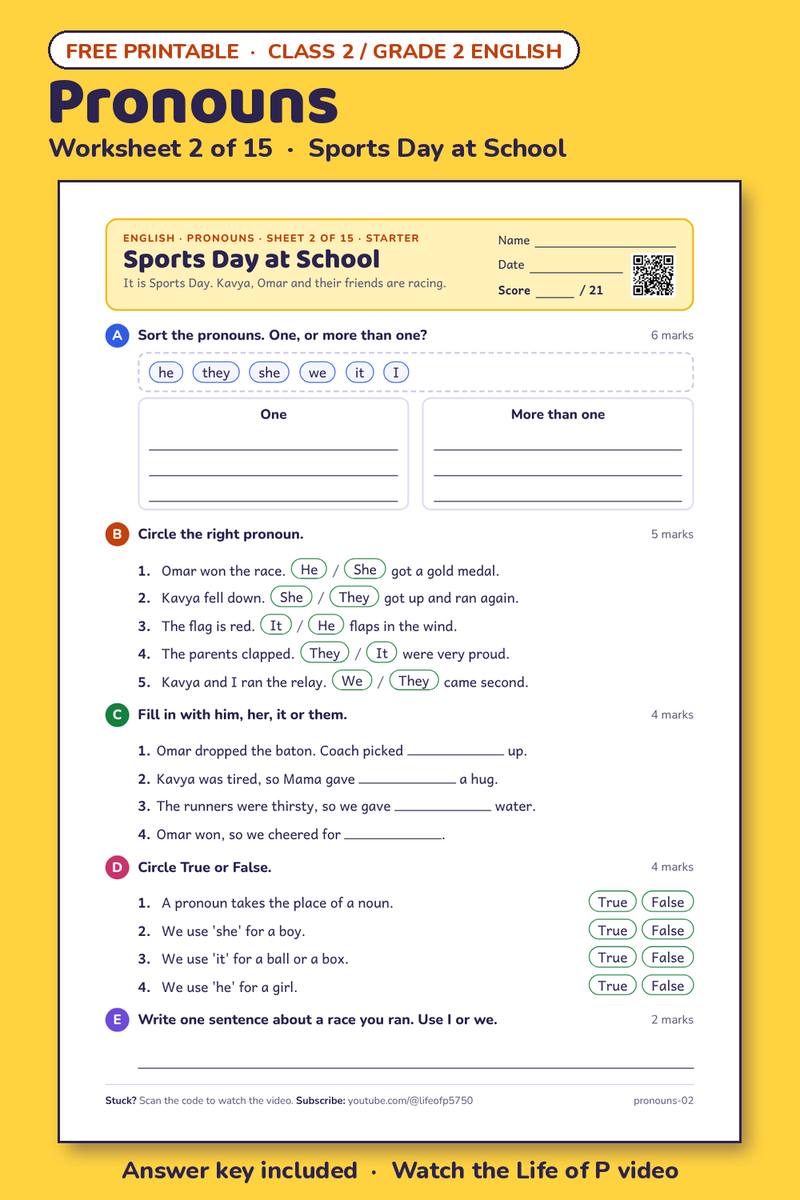 FREE PRINTABLE · CLASS 2 / GRADE 2 ENGLISH
Pronouns
Worksheet 2 of 15 · Sports Day at School
ENGLISH · PRONOUNS · SHEET 2 OF 15 · STARTER
Sports Day at School
It is Sports Day. Kavya, Omar and their friends are racing.
Name ____________
Date ____________
Score ______ / 21
A Sort the pronouns. One, or more than one? 6 marks
he they she we it I
One More than one
B Circle the right pronoun. 5 marks
1. Omar won the race. He / She got a gold medal.
2. Kavya fell down. She / They got up and ran again.
3. The flag is red. It / He flaps in the wind.
4. The parents clapped. They / It were very proud.
5. Kavya and I ran the relay. We / They came second.
C Fill in with him, her, it or them. 4 marks
1. Omar dropped the baton. Coach picked ____________ up.
2. Kavya was tired, so Mama gave ____________ a hug.
3. The runners were thirsty, so we gave ____________ water.
4. Omar won, so we cheered for ____________.
D Circle True or False. 4 marks
1. A pronoun takes the place of a noun. True False
2. We use 'she' for a boy. True False
3. We use 'it' for a ball or a box. True False
4. We use 'he' for a girl. True False
E Write one sentence about a race you ran. Use I or we. 2 marks
Stuck? Scan the code to watch the video. Subscribe: youtube.com/@lifeofp5750 pronouns-02
Answer key included · Watch the Life of P video